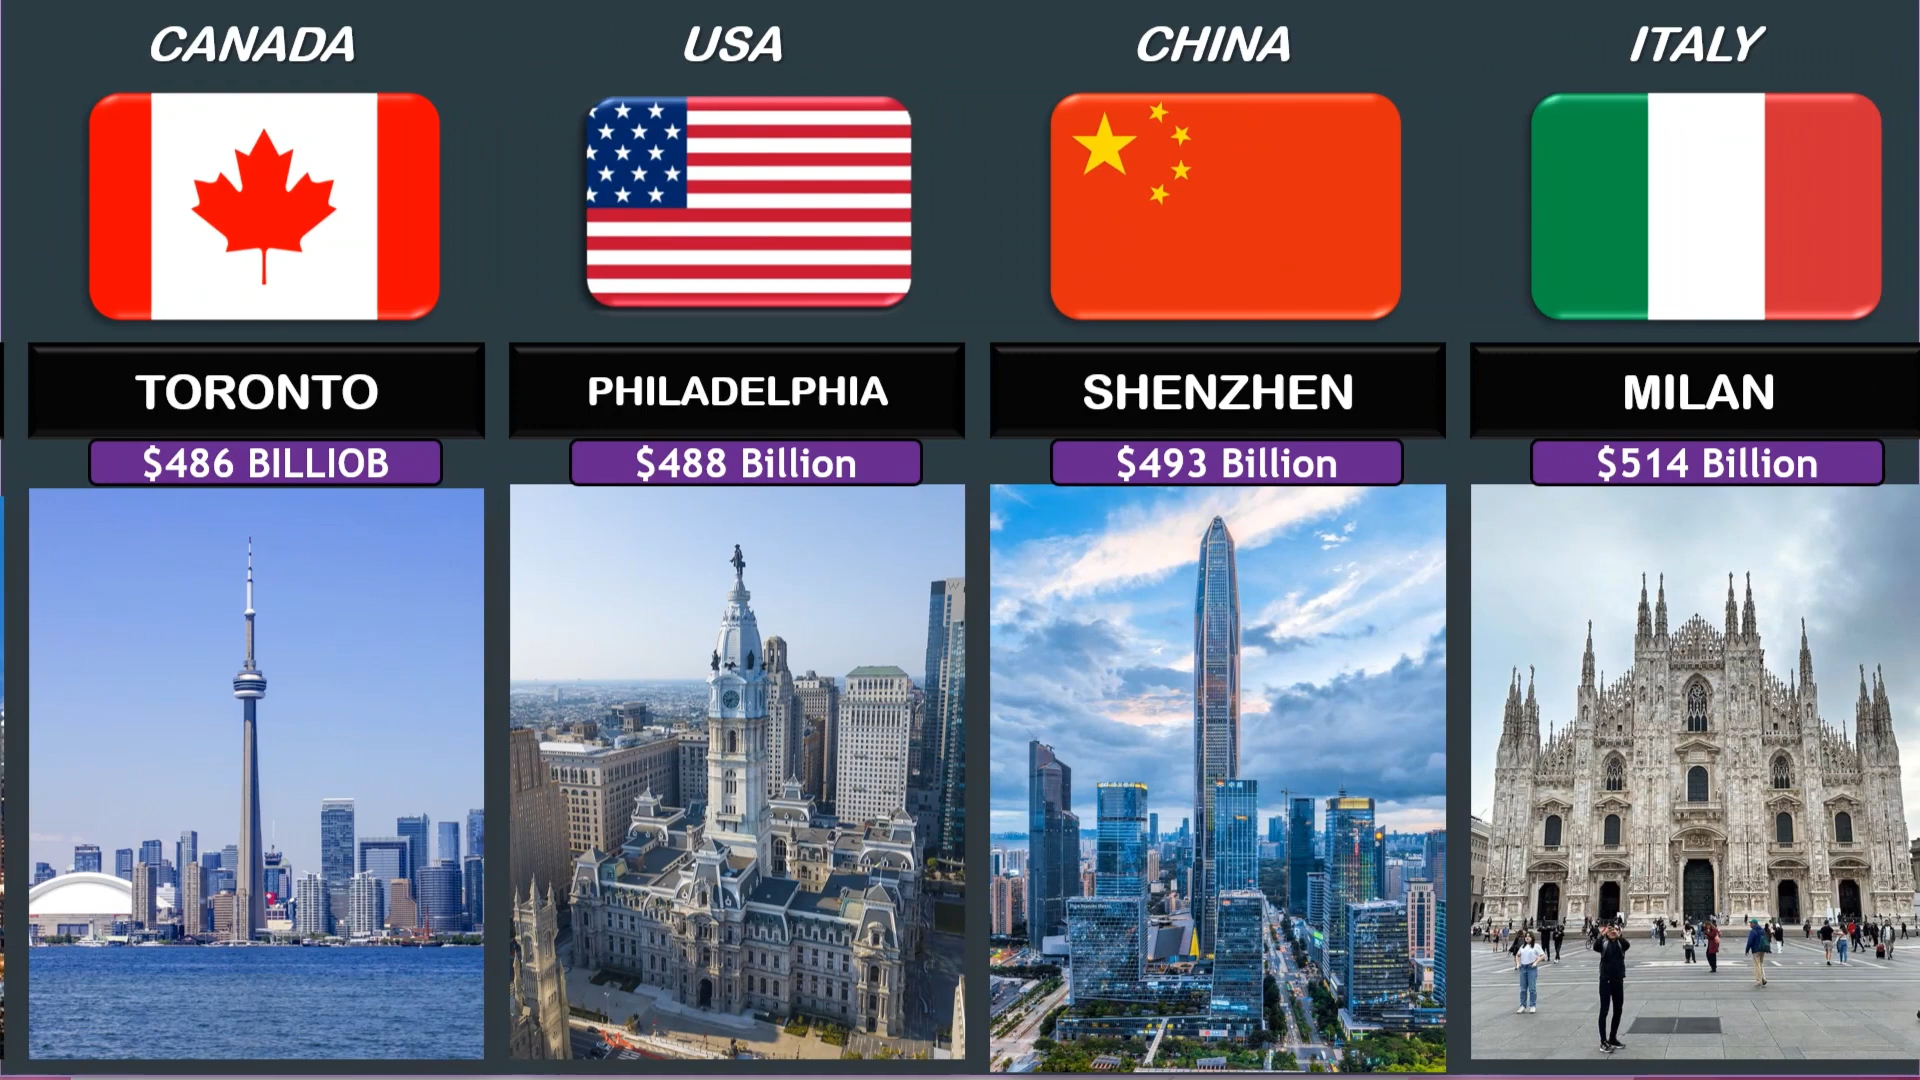 CANADA
USA
CHINA
ITALY
TORONTO
PHILADELPHIA
SHENZHEN
MILAN
$486 BILLIOB
$488 Billion
$493 Billion
$514 Billion